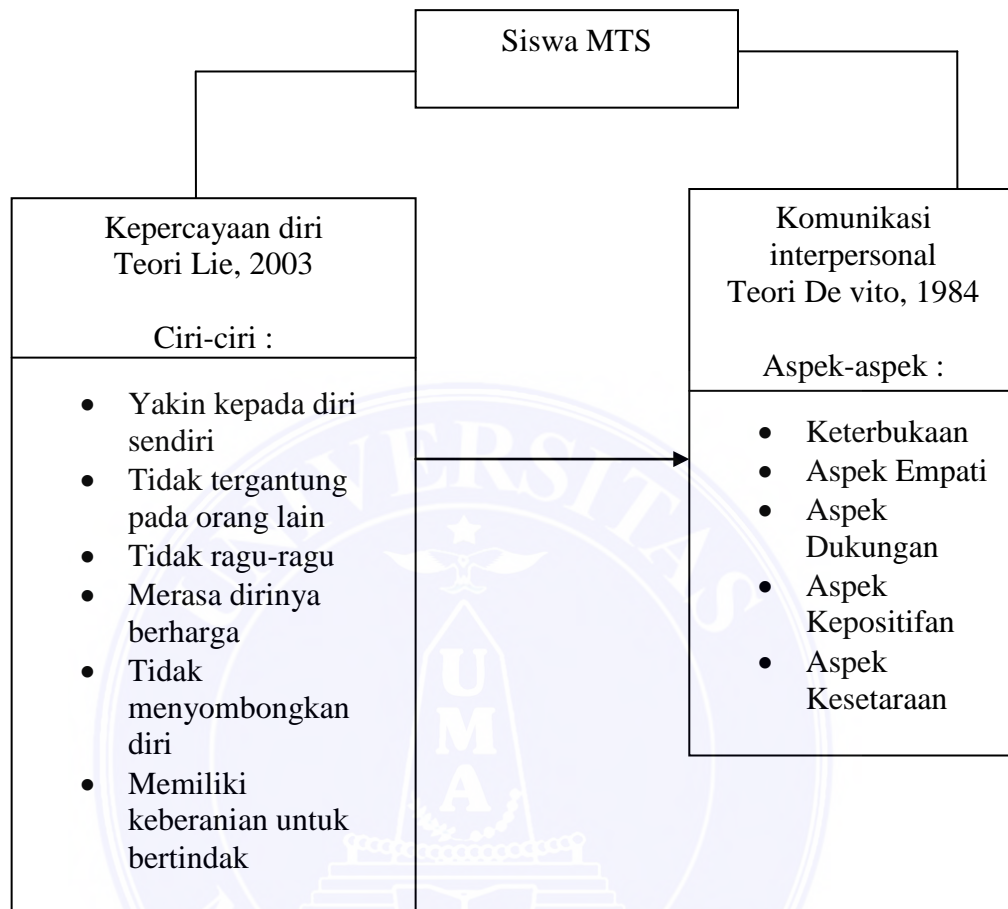 Siswa MTS
Kepercayaan diri
Teori Lie, 2003
Ciri-ciri :
• Yakin kepada diri
sendiri
• Tidak tergantung
pada orang lain
• Tidak ragu-ragu
• Merasa dirinya
berharga
• Tidak
menyombongkan
diri
• Memiliki
keberanian untuk
bertindak
Komunikasi
interpersonal
Teori De vito, 1984
Aspek-aspek :
• Keterbukaan
• Aspek Empati
• Aspek
Dukungan
• Aspek
Kepositifan
• Aspek
Kesetaraan
UNIVERSITAS
UMA